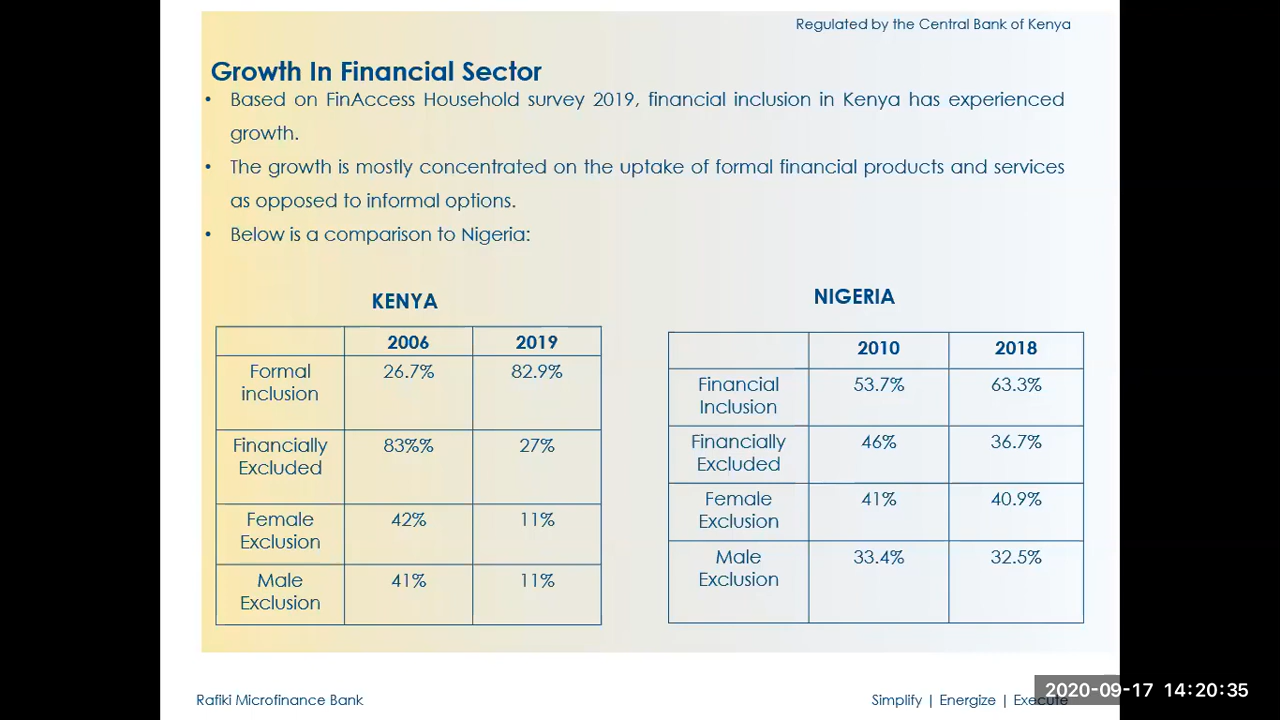 Regulated by the Central Bank of Kenya
Growth In Financial Sector
• Based on FinAccess Household survey 2019, financial inclusion in Kenya has experienced
growth.
• The growth is mostly concentrated on the uptake of formal financial products and services
as opposed to informal options.
• Below is a comparison to Nigeria:
KENYA
2006 2019
Formal 26.7% 82.9%
inclusion
Financially 83%% 27%
Excluded
Female 42% 11%
Exclusion
Male 41% 11%
Exclusion
NIGERIA
2010 2018
Financial 53.7% 63.3%
Inclusion
Financially 46% 36.7%
Excluded
Female 41% 40.9%
Exclusion
Male 33.4% 32.5%
Exclusion
Rafiki Microfinance Bank
Simplify | Energize | Execute
2020-09-17 14:20:35